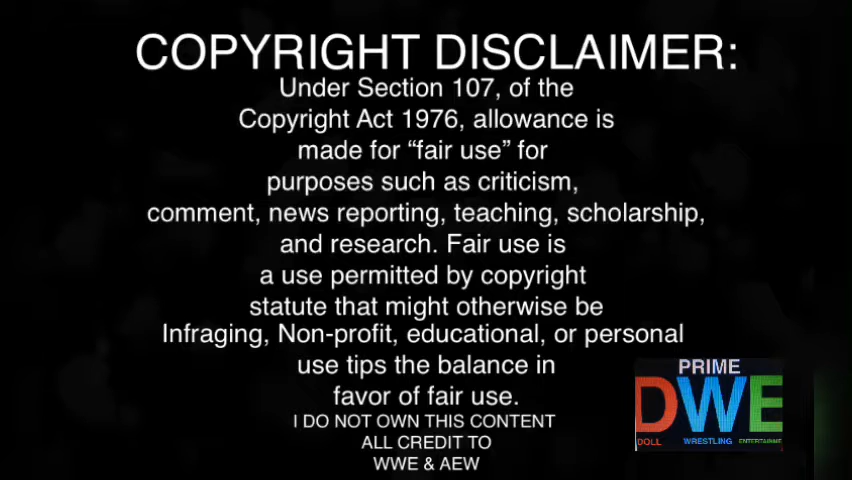 COPYRIGHT DISCLAIMER:
Under Section 107, of the
Copyright Act 1976, allowance is
made for “fair use” for
purposes such as criticism,
comment, news reporting, teaching, scholarship,
and research. Fair use is
a use permitted by copyright
statute that might otherwise be
Infraging, Non-profit, educational, or personal
use tips the balance in
favor of fair use.
I DO NOT OWN THIS CONTENT
ALL CREDIT TO
WWE & AEW
PRIME
DWE
DOLL WRESTLING